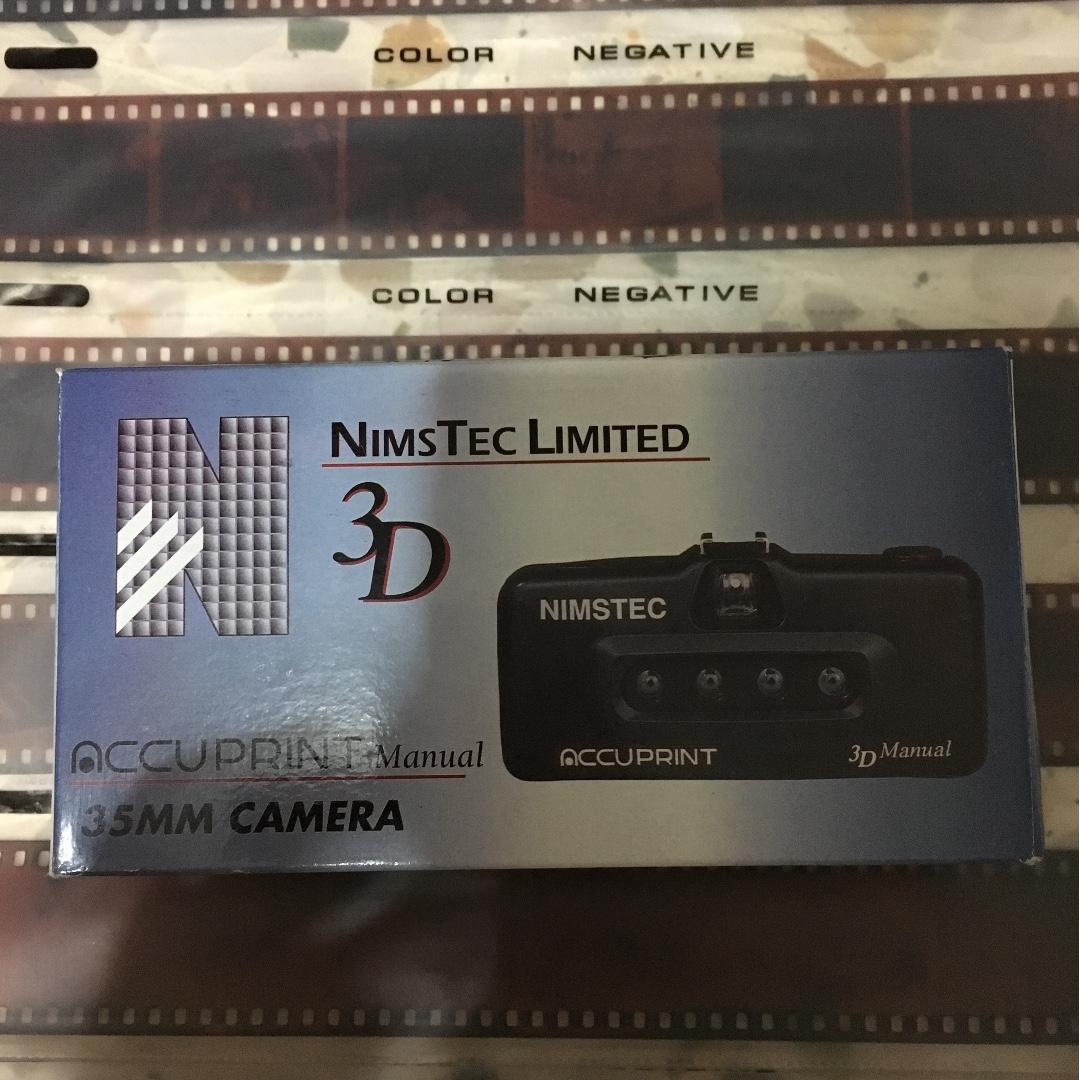 COLOR NEGATIVE
COLOR NEGATIVE
N
NIMSTEC LIMITED
3D
NIMSTEC
ACCUPRINT Manual
ACCUPRINT
3D Manual
35MM CAMERA